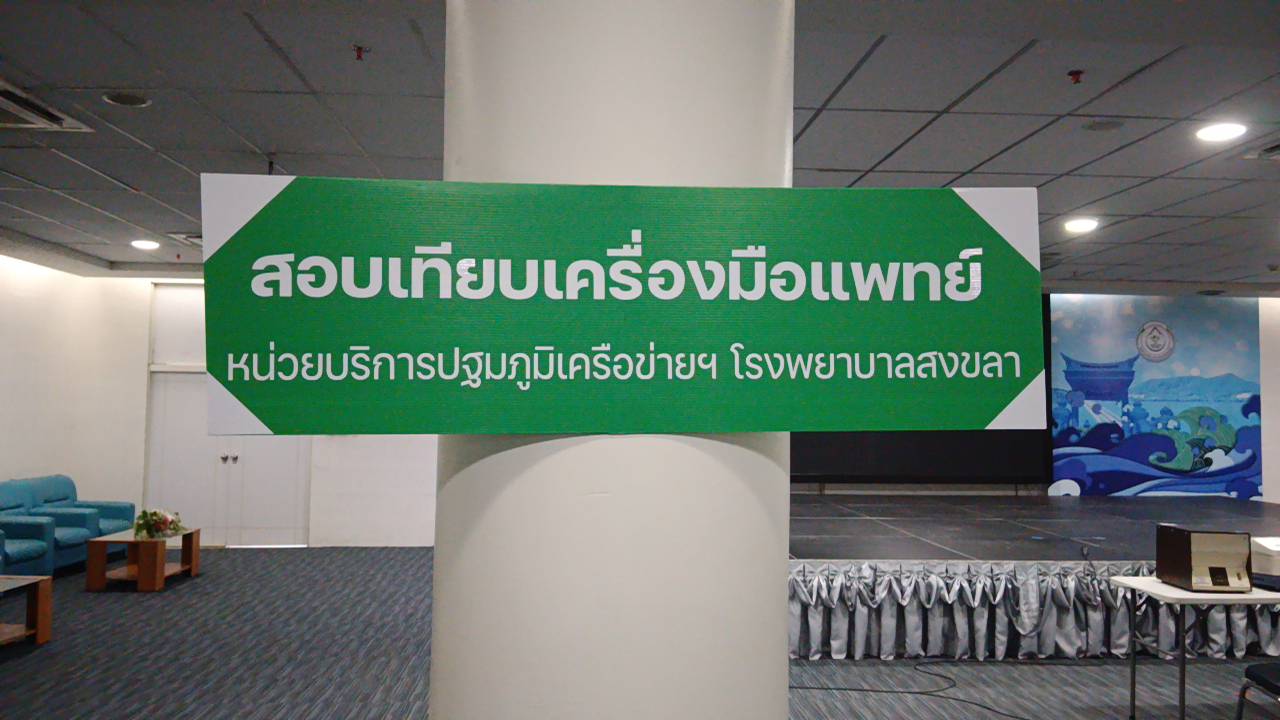 สอบเทียบเครื่องมือแพทย์
หน่วยบริการปฐมภูมิเครือข่ายฯ โรงพยาบาลสงขลา